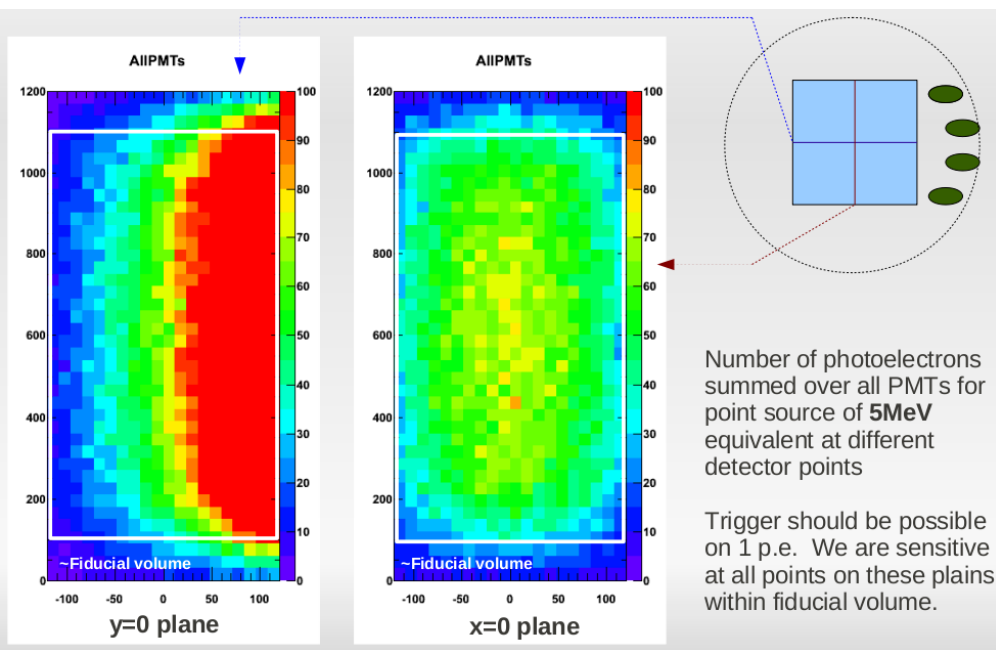 AllPMTs
1200
1000
800
600
400
200
0
-100 -50 0 50 100
100
90
80
70
60
50
40
30
20
10
0
~Fiducial volume
y=0 plane
AllPMTs
1200
1000
800
600
400
200
0
-100 -50 0 50 100
100
90
80
70
60
50
40
30
20
10
0
~Fiducial volume
x=0 plane
Number of photoelectrons
summed over all PMTs for
point source of 5MeV
equivalent at different
detector points
Trigger should be possible
on 1 p.e. We are sensitive
at all points on these plains
within fiducial volume.